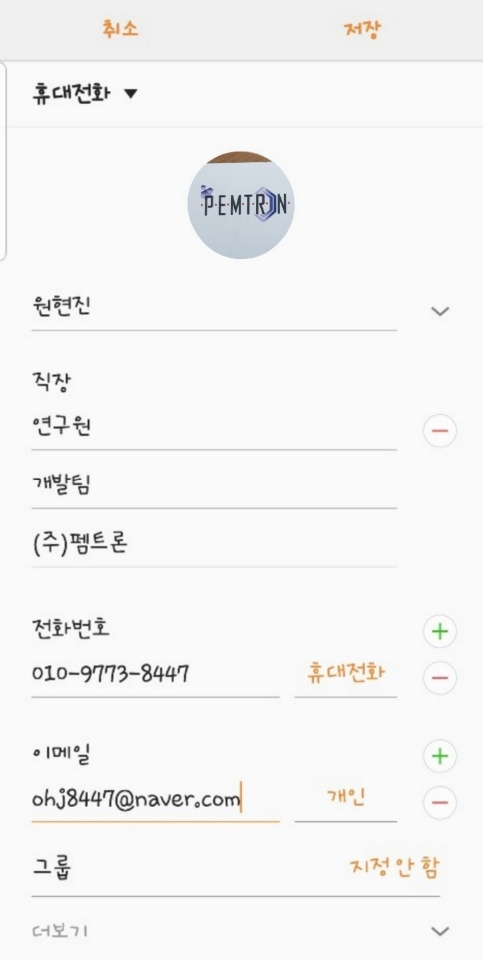 취소 저장
휴대전화
PEMTRON
원현진
직장
연구원
개발팀
(주)펨트론
전화번호
010-9773-8447 휴대전화
이메일
ohj8447@naver.com 개인
그룹 지정 안 함
더보기